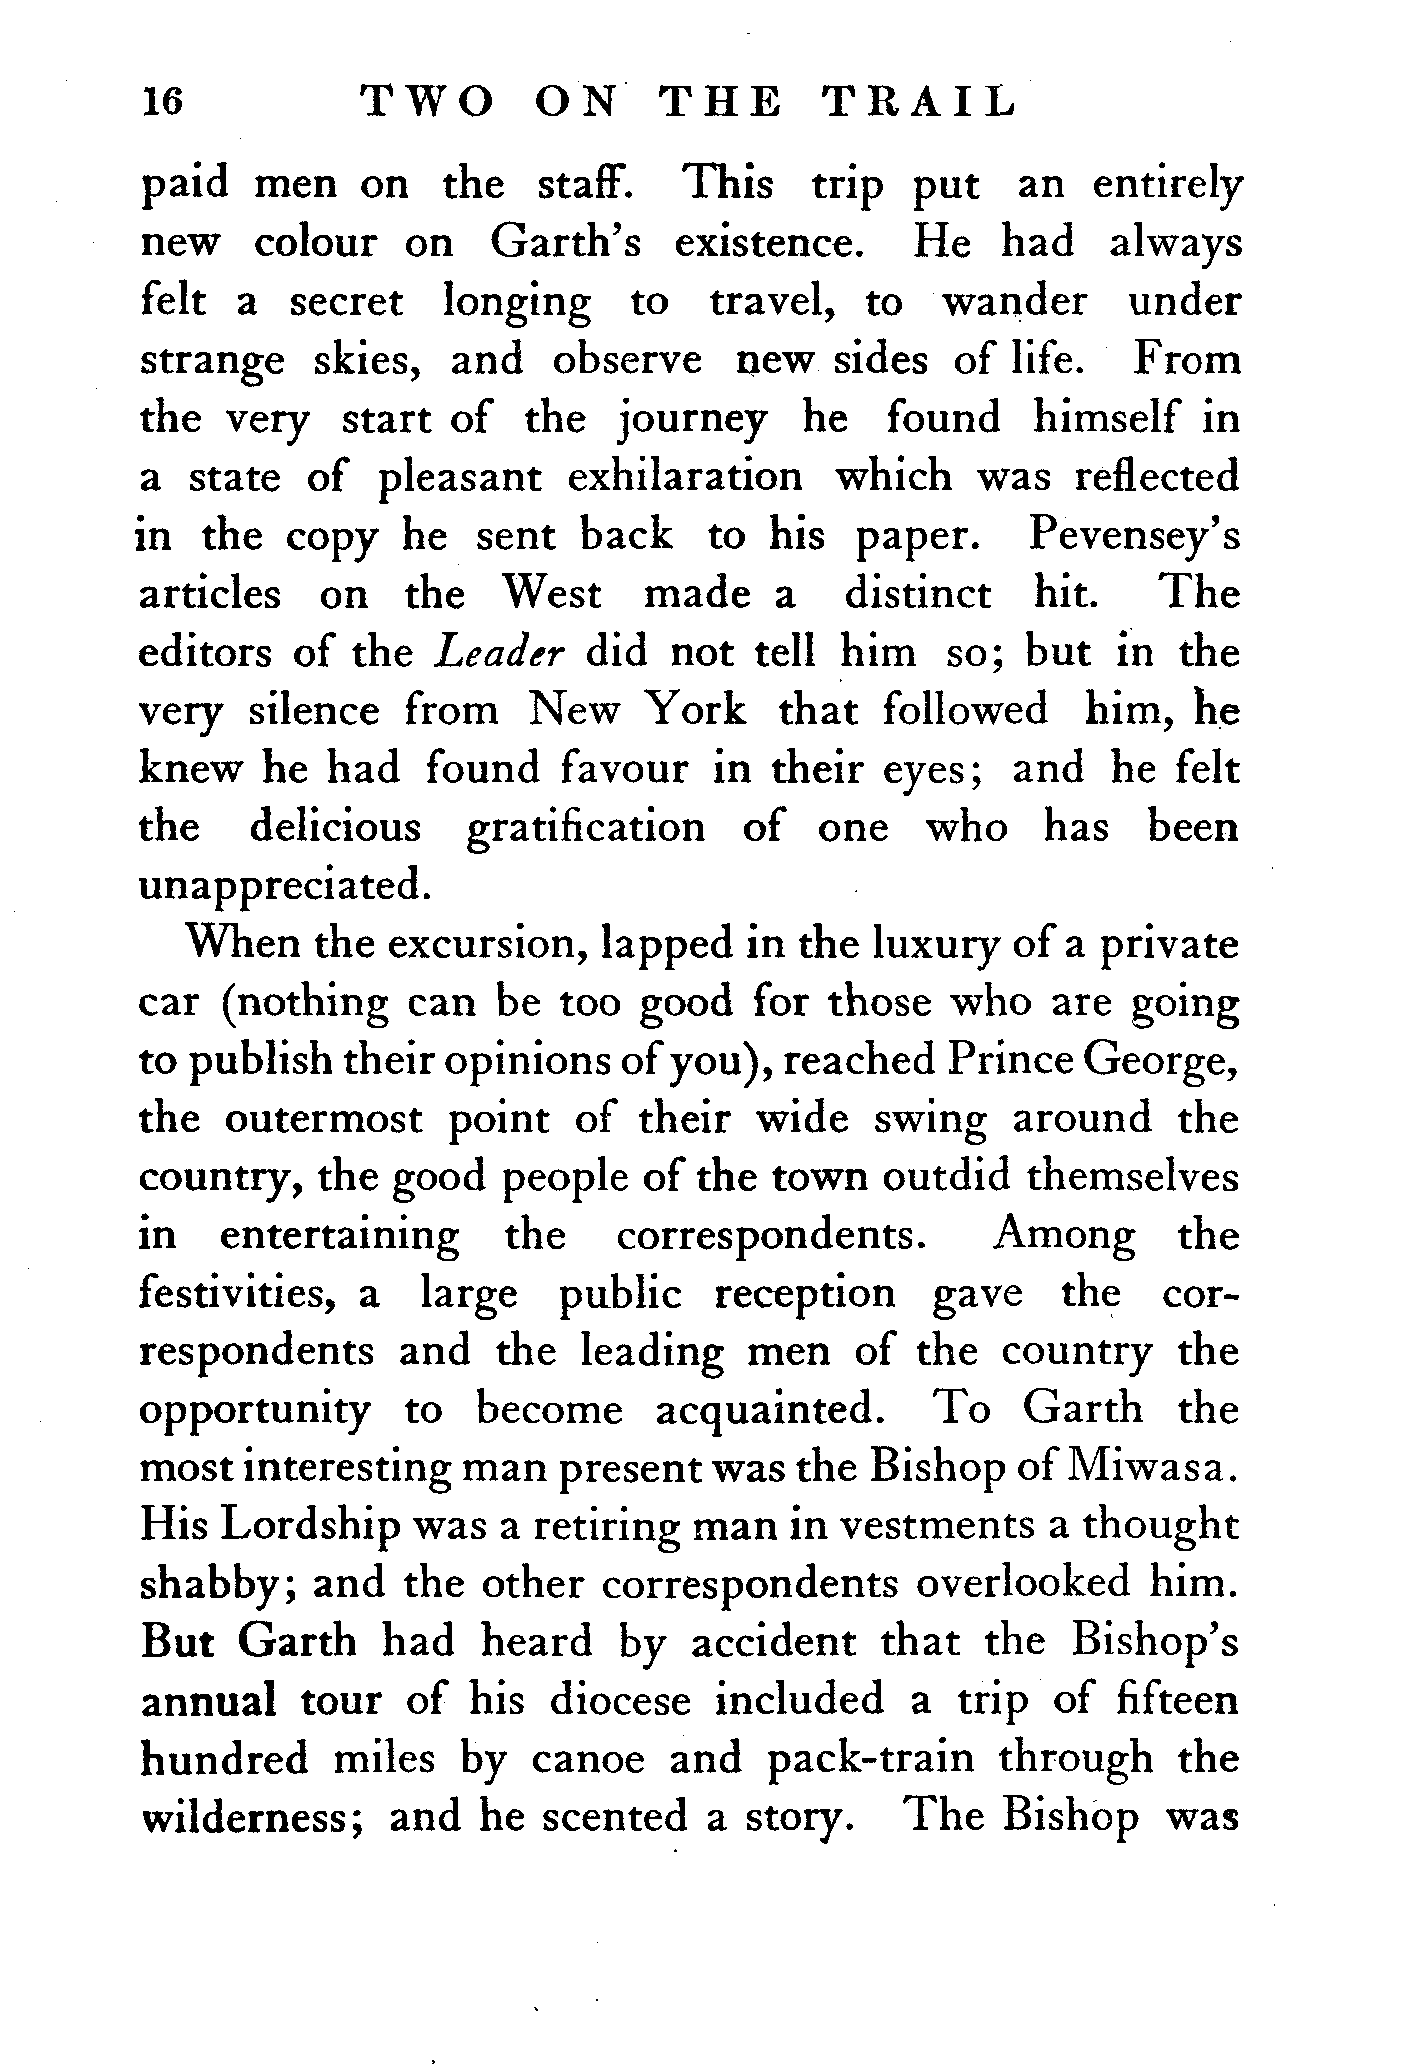 16 TWO ON THE TRAIL
paid men on the staff. This trip put an entirely
new colour on Garth's existence. He had always
felt a secret longing to travel, to wander under
strange skies, and observe new sides of life. From
the very start of the journey he found himself in
a state of pleasant exhilaration which was reflected
in the copy he sent back to his paper. Pevensey's
articles on the West made a distinct hit. The
editors of the Leader did not tell him so; but in the
very silence from New York that followed him, he
knew he had found favour in their eyes; and he felt
the delicious gratification of one who has been
unappreciated.
When the excursion, lapped in the luxury of a private
car (nothing can be too good for those who are going
to publish their opinions of you), reached Prince George,
the outermost point of their wide swing around the
country, the good people of the town outdid themselves
in entertaining the correspondents. Among the
festivities, a large public reception gave the cor-
respondents and the leading men of the country the
opportunity to become acquainted. To Garth the
most interesting man present was the Bishop of Miwasa.
His Lordship was a retiring man in vestments a thought
shabby; and the other correspondents overlooked him.
But Garth had heard by accident that the Bishop's
annual tour of his diocese included a trip of fifteen
hundred miles by canoe and pack-train through the
wilderness; and he scented a story. The Bishop was